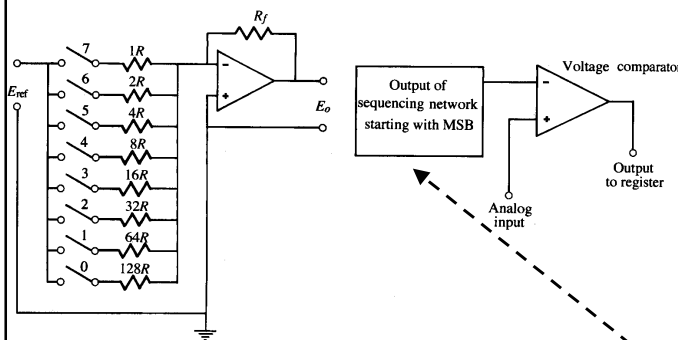 R_f
7 1R
6 2R
E_ref
5 4R
4 8R
3 16R
2 32R
1 64R
0 128R
−
+
E_o
Output of
sequencing network
starting with MSB
Voltage comparator
−
+
Analog
input
Output
to register